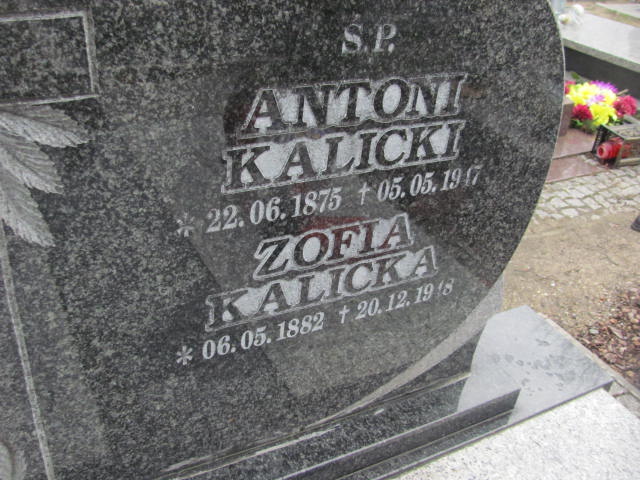 Ś.P.
ANTONI
KALICKI
* 22.06.1875 † 05.05.1947
ZOFIA
KALICKA
* 06.05.1882 † 20.12.1948